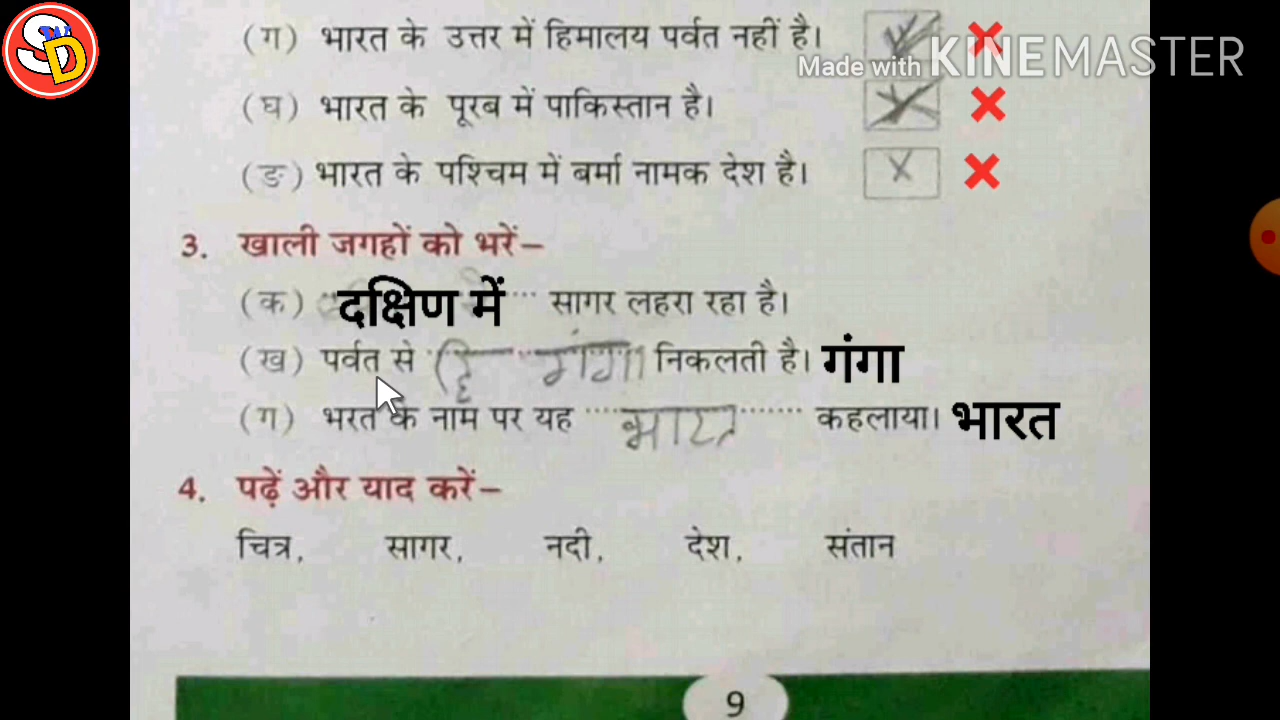 SD
Made with KINEMASTER
(ग) भारत के उत्तर में हिमालय पर्वत नहीं है। ❌
(घ) भारत के पूरब में पाकिस्तान है। ❌
(ङ) भारत के पश्चिम में बर्मा नामक देश है। x ❌
3. खाली जगहों को भरें–
(क) दक्षिण में ... सागर लहरा रहा है।
(ख) पर्वत से ... गंगा निकलती है। गंगा
(ग) भरत के नाम पर यह ...... भारत ...... कहलाया। भारत
4. पढ़ें और याद करें–
चित्र, सागर, नदी, देश, संतान
9